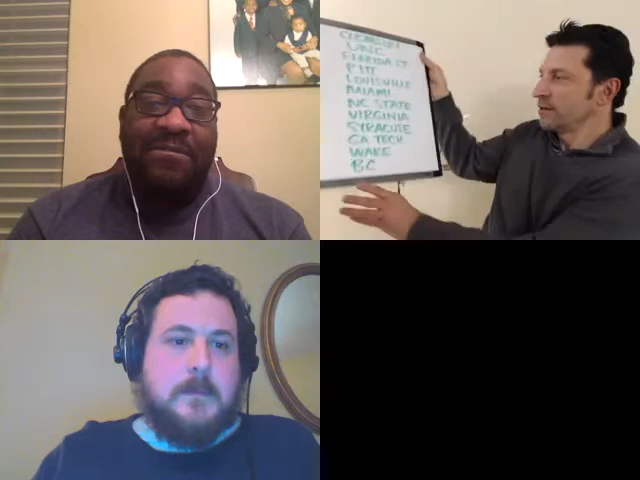 CLEMSON
UNC
FLORIDA ST
PITT
LOUISVILLE
MIAMI
NC STATE
VIRGINIA
SYRACUSE
GA TECH
WAKE
BC